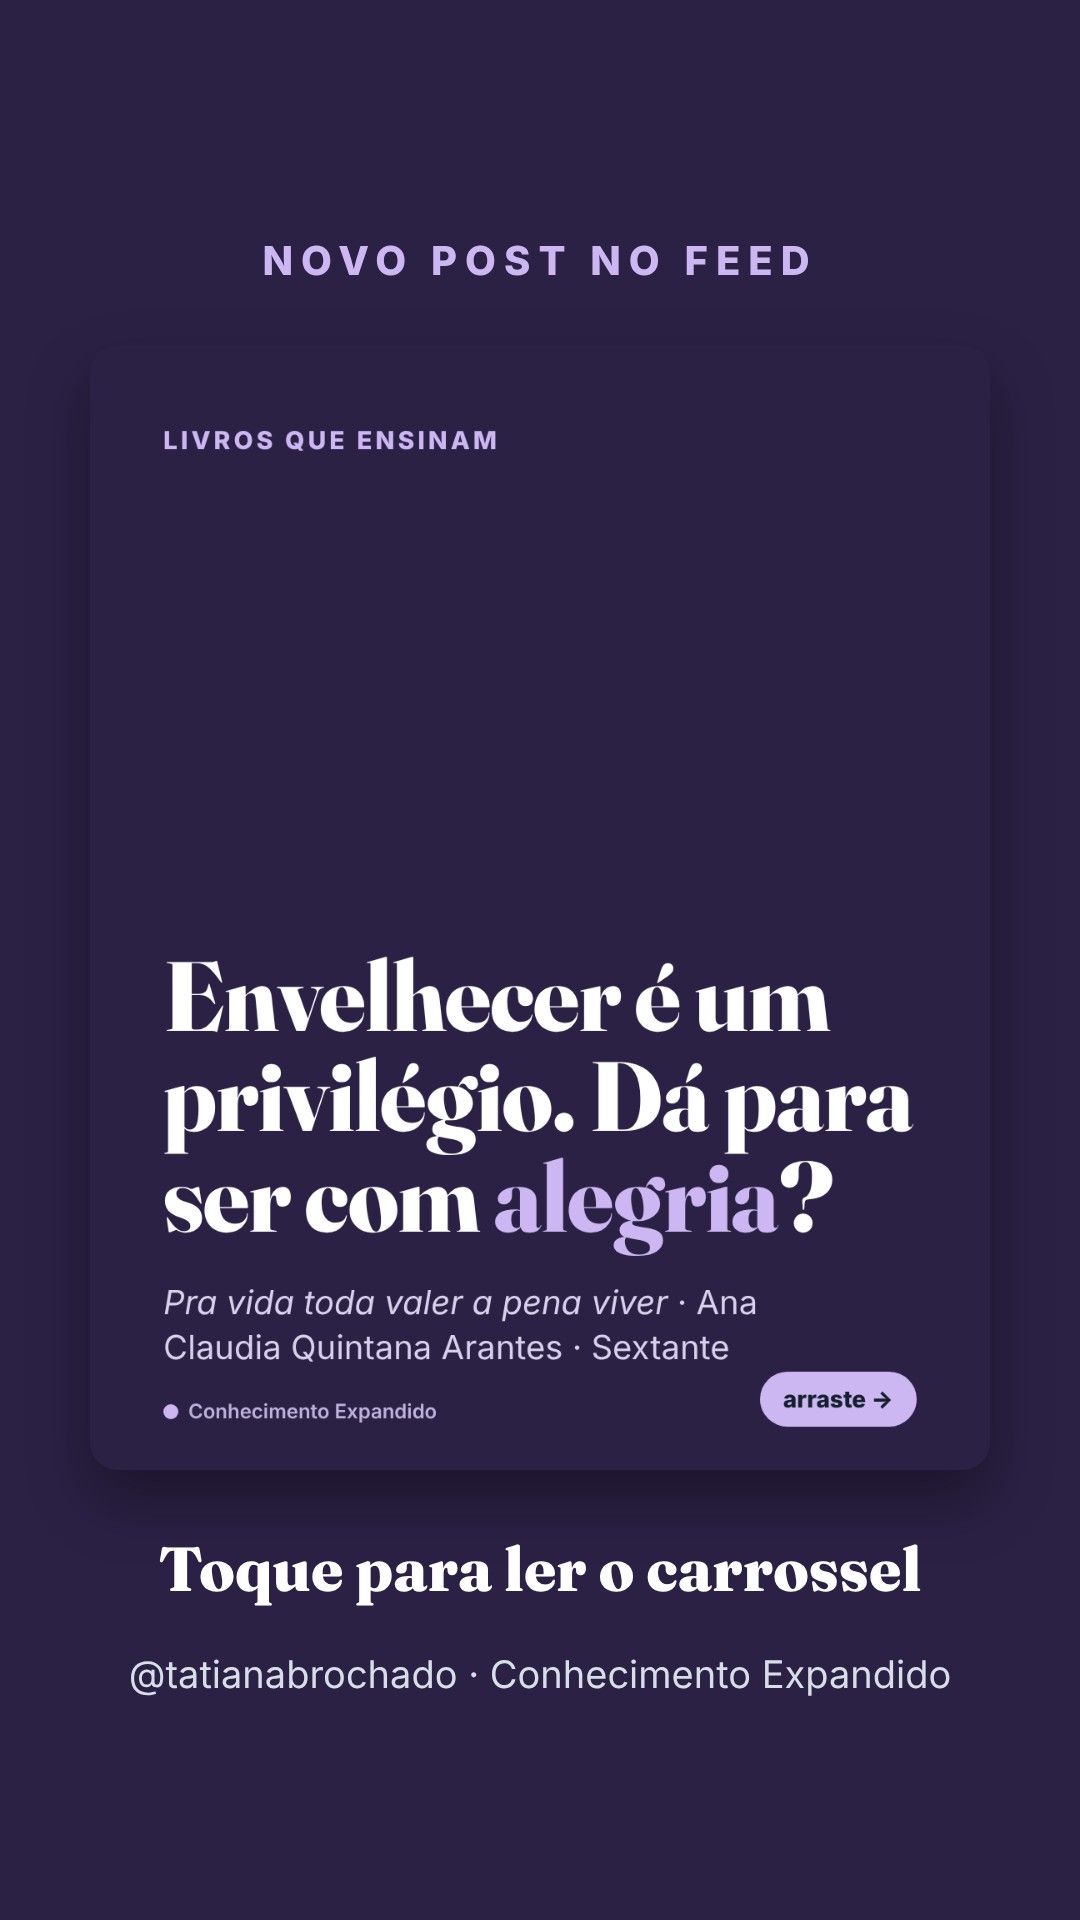 NOVO POST NO FEED
LIVROS QUE ENSINAM
Envelhecer é um
privilégio. Dá para
ser com alegria?
Pra vida toda valer a pena viver · Ana
Claudia Quintana Arantes · Sextante
arraste →
Conhecimento Expandido
Toque para ler o carrossel
@tatianabrochado · Conhecimento Expandido